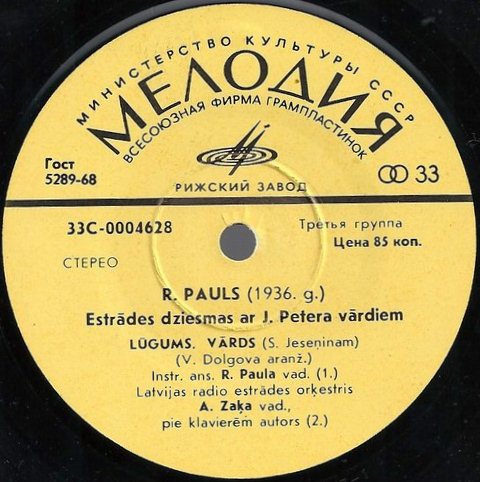 МИНИСТЕРСТВО КУЛЬТУРЫ СССР
МЕЛОДИЯ
ВСЕСОЮЗНАЯ ФИРМА ГРАМПЛАСТИНОК
Гост
5289-68
33
РИЖСКИЙ ЗАВОД
33С-0004628
Третья группа
Цена 85 коп.
СТЕРЕО
R. PAULS (1936. g.)
Estrādes dziesmas ar J. Petera vārdiem
LŪGUMS. VĀRDS (S. Jeseņinam)
(V. Dolgova aranž.)
Instr. ans. R. Paula vad. (1.)
Latvijas radio estrādes orķestris
A. Zaķa vad.,
pie klavierēm autors (2.)